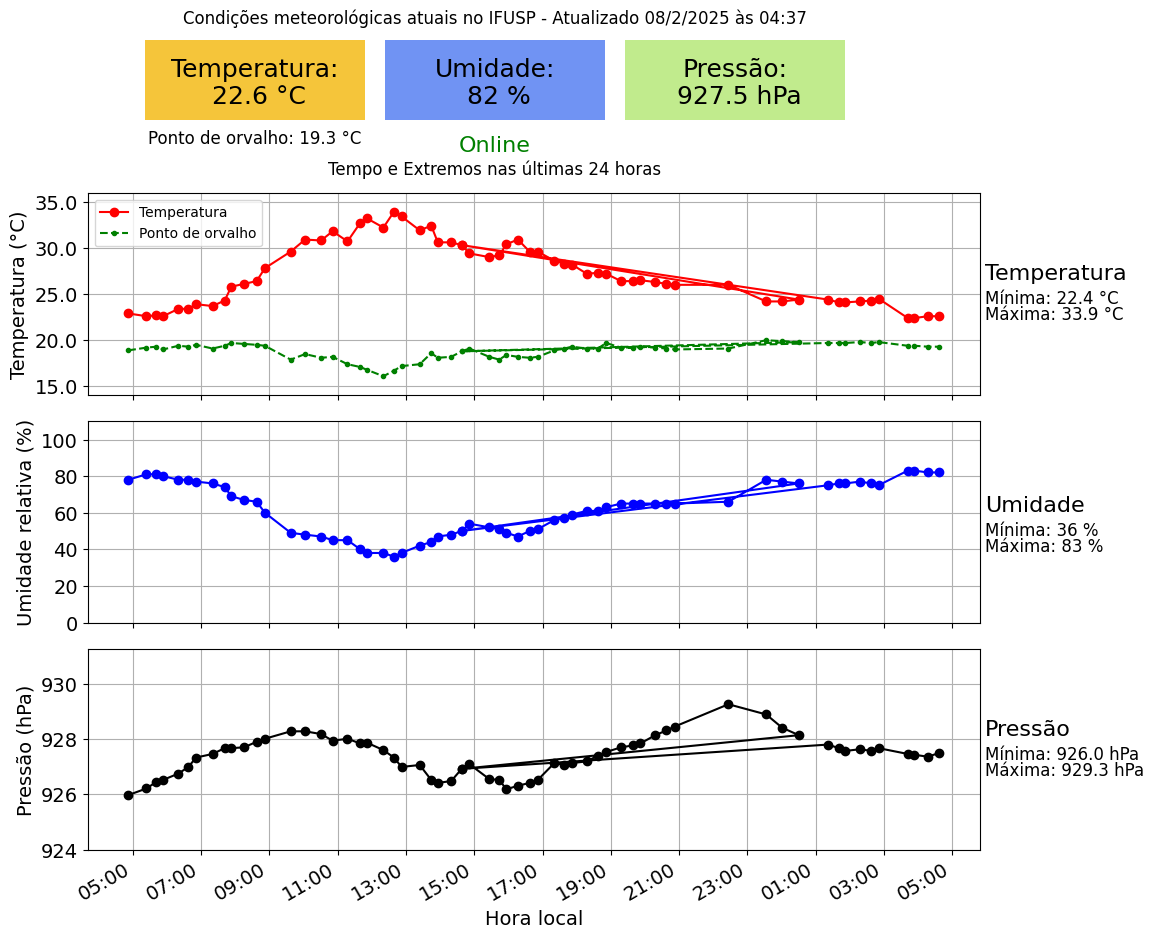 Condições meteorológicas atuais no IFUSP - Atualizado 08/2/2025 às 04:37
Temperatura:
22.6 °C
Umidade:
82 %
Pressão:
927.5 hPa
Ponto de orvalho: 19.3 °C
Online
Tempo e Extremos nas últimas 24 horas
Temperatura (°C)
35.0
30.0
25.0
20.0
15.0
Temperatura
Ponto de orvalho
Temperatura
Mínima: 22.4 °C
Máxima: 33.9 °C
Umidade relativa (%)
100
80
60
40
20
0
Umidade
Mínima: 36 %
Máxima: 83 %
Pressão (hPa)
930
928
926
924
Pressão
Mínima: 926.0 hPa
Máxima: 929.3 hPa
05:00 07:00 09:00 11:00 13:00 15:00 17:00 19:00 21:00 23:00 01:00 03:00 05:00
Hora local